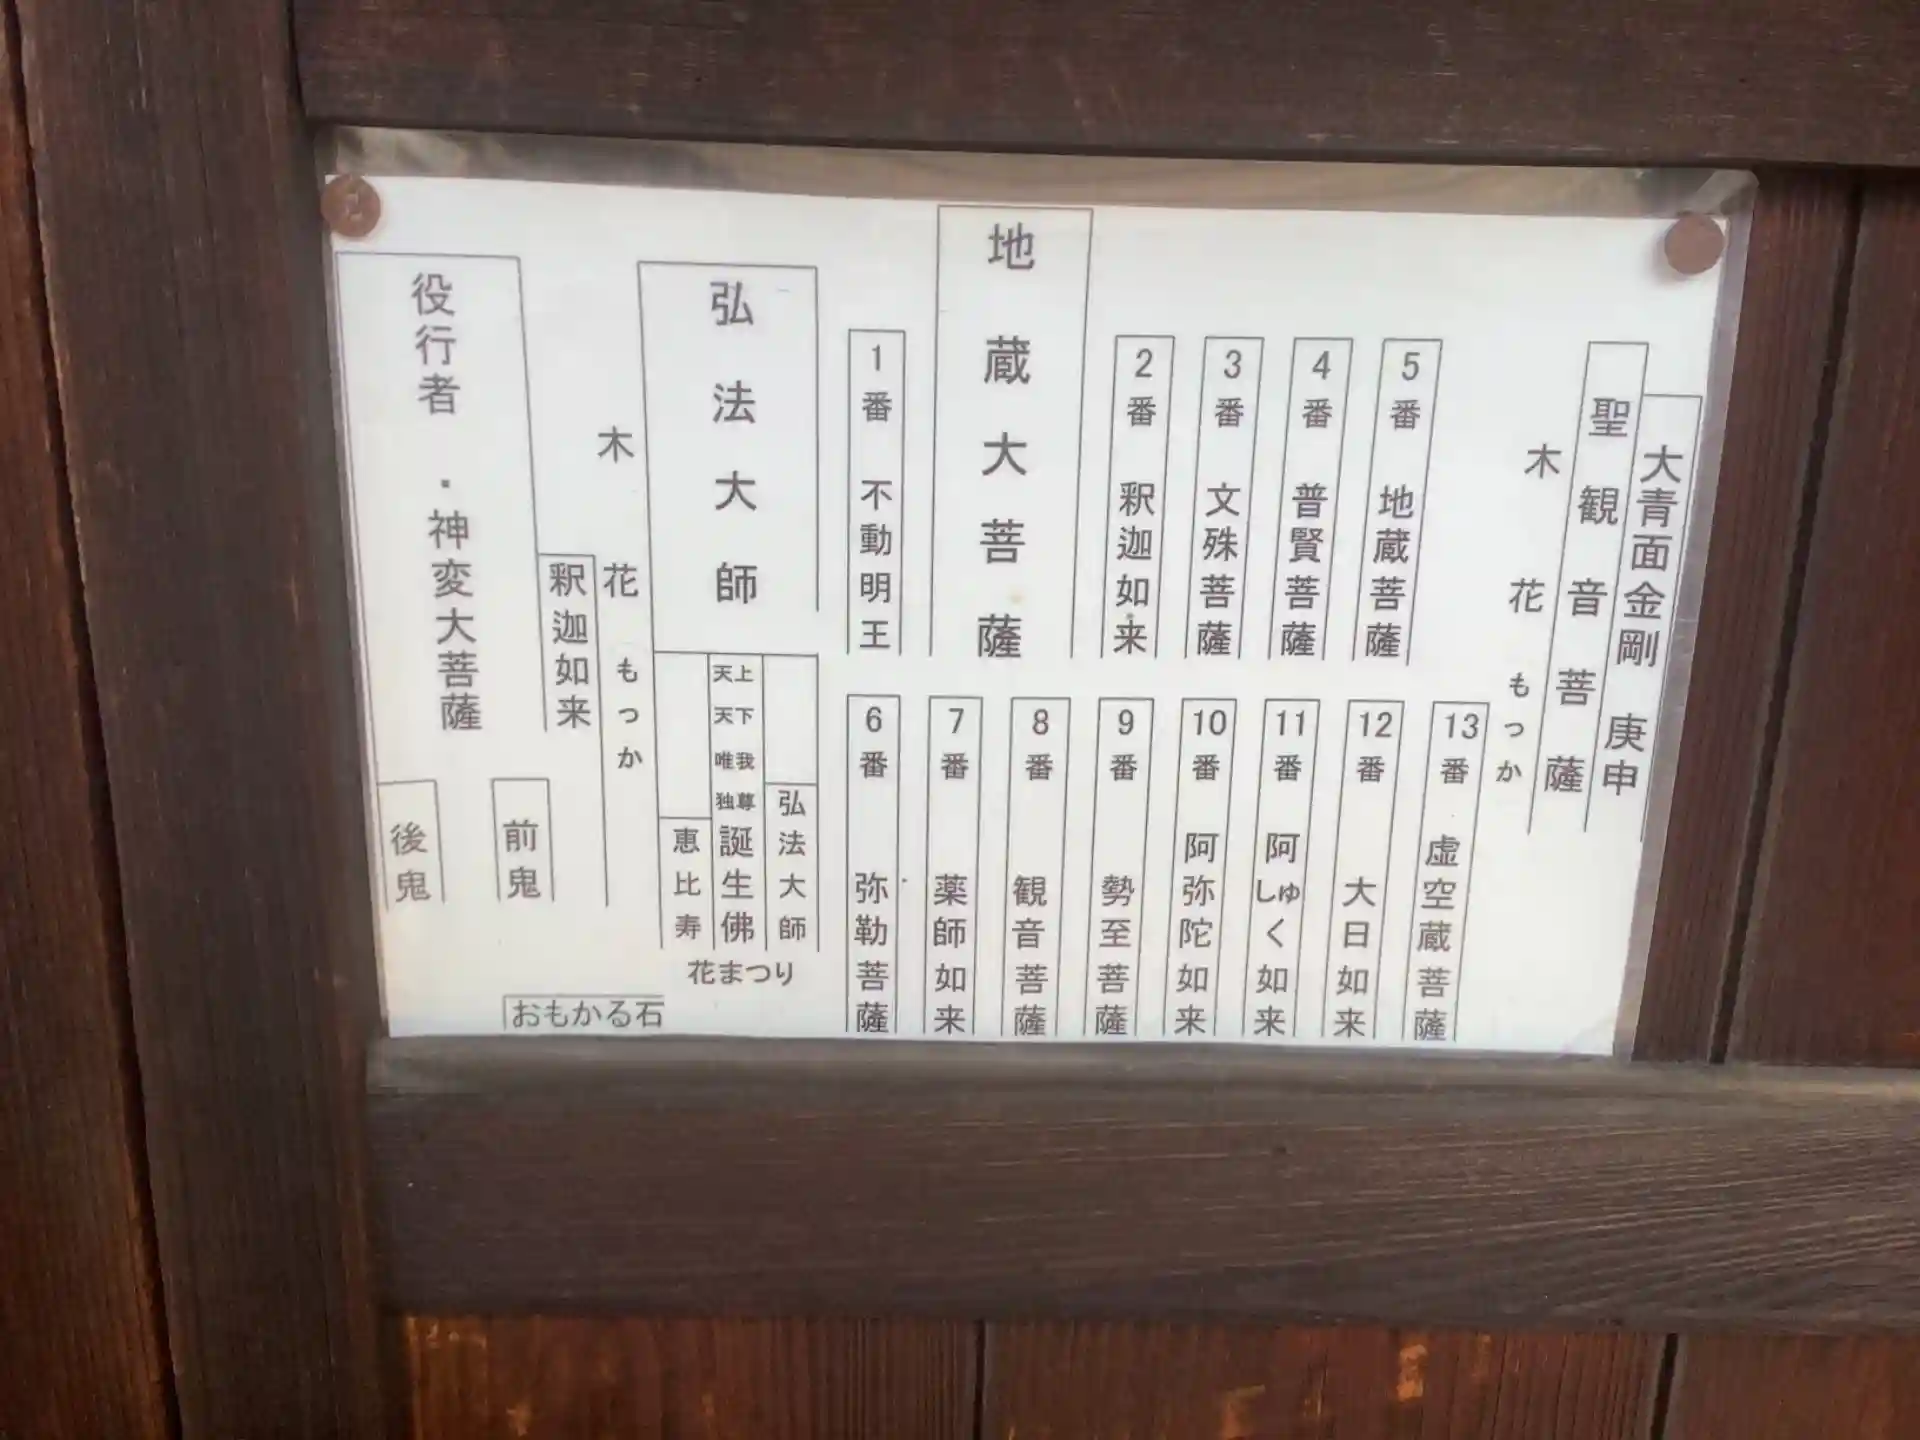 大青面金剛 庚申
聖観音菩薩
木花 もっか
5番 地蔵菩薩
4番 普賢菩薩
3番 文殊菩薩
2番 釈迦如来
地蔵大菩薩
1番 不動明王
13番 虚空蔵菩薩
12番 大日如来
11番 阿しゅく如来
10番 阿弥陀如来
9番 勢至菩薩
8番 観音菩薩
7番 薬師如来
6番 弥勒菩薩
弘法大師
弘法大師
天上天下唯我独尊 誕生佛
恵比寿
花まつり
木花 もっか
釈迦如来
役行者 ・神変大菩薩
前鬼
後鬼
おもかる石